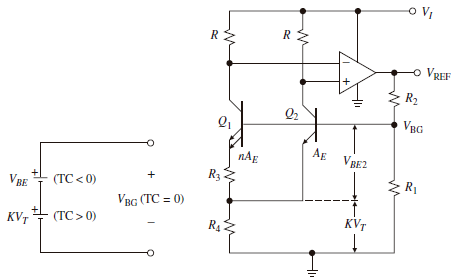 V_I
R
R
−
+
V_REF
R_2
Q_1
Q_2
V_BG
nA_E
A_E
V_BE2
V_BE
+
(TC < 0)
+
V_BG (TC = 0)
−
KV_T
+
(TC > 0)
R_3
R_1
R_4
KV_T